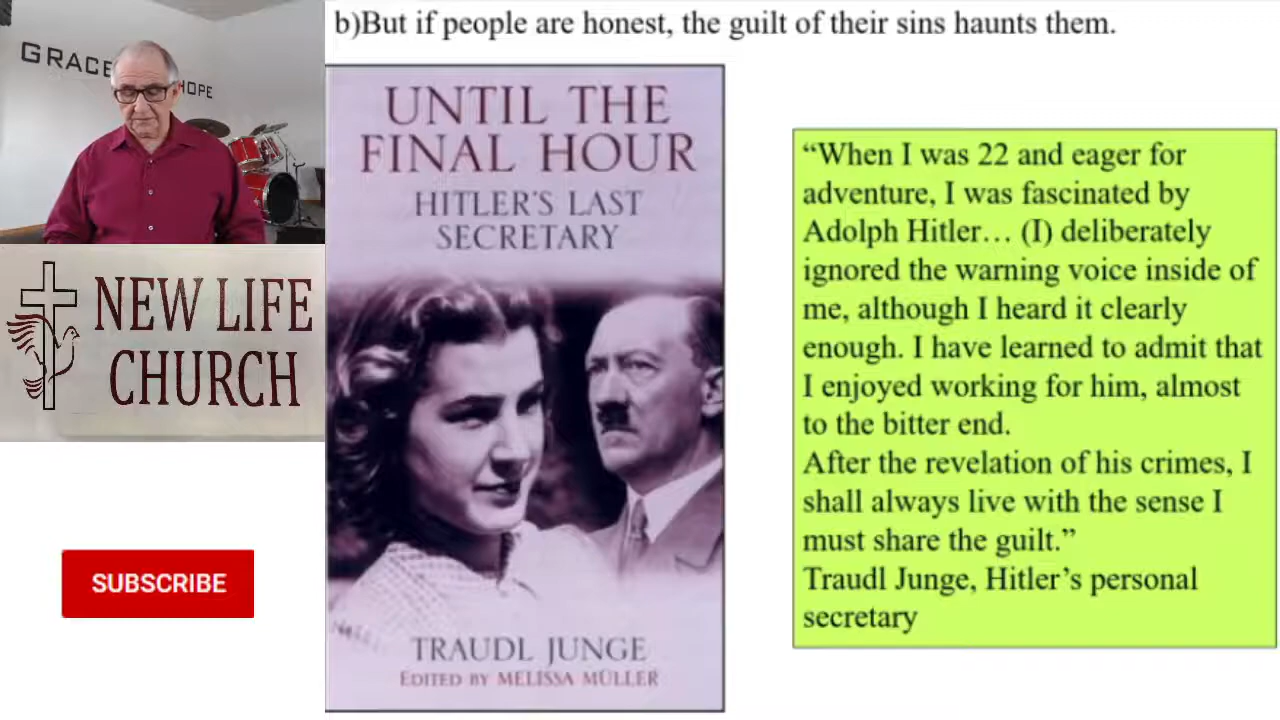 b)But if people are honest, the guilt of their sins haunts them.
GRACE
HOPE
NEW LIFE
CHURCH
SUBSCRIBE
UNTIL THE
FINAL HOUR
HITLER'S LAST
SECRETARY
TRAUDL JUNGE
EDITED BY MELISSA MÜLLER
“When I was 22 and eager for
adventure, I was fascinated by
Adolph Hitler… (I) deliberately
ignored the warning voice inside of
me, although I heard it clearly
enough. I have learned to admit that
I enjoyed working for him, almost
to the bitter end.
After the revelation of his crimes, I
shall always live with the sense I
must share the guilt.”
Traudl Junge, Hitler’s personal
secretary